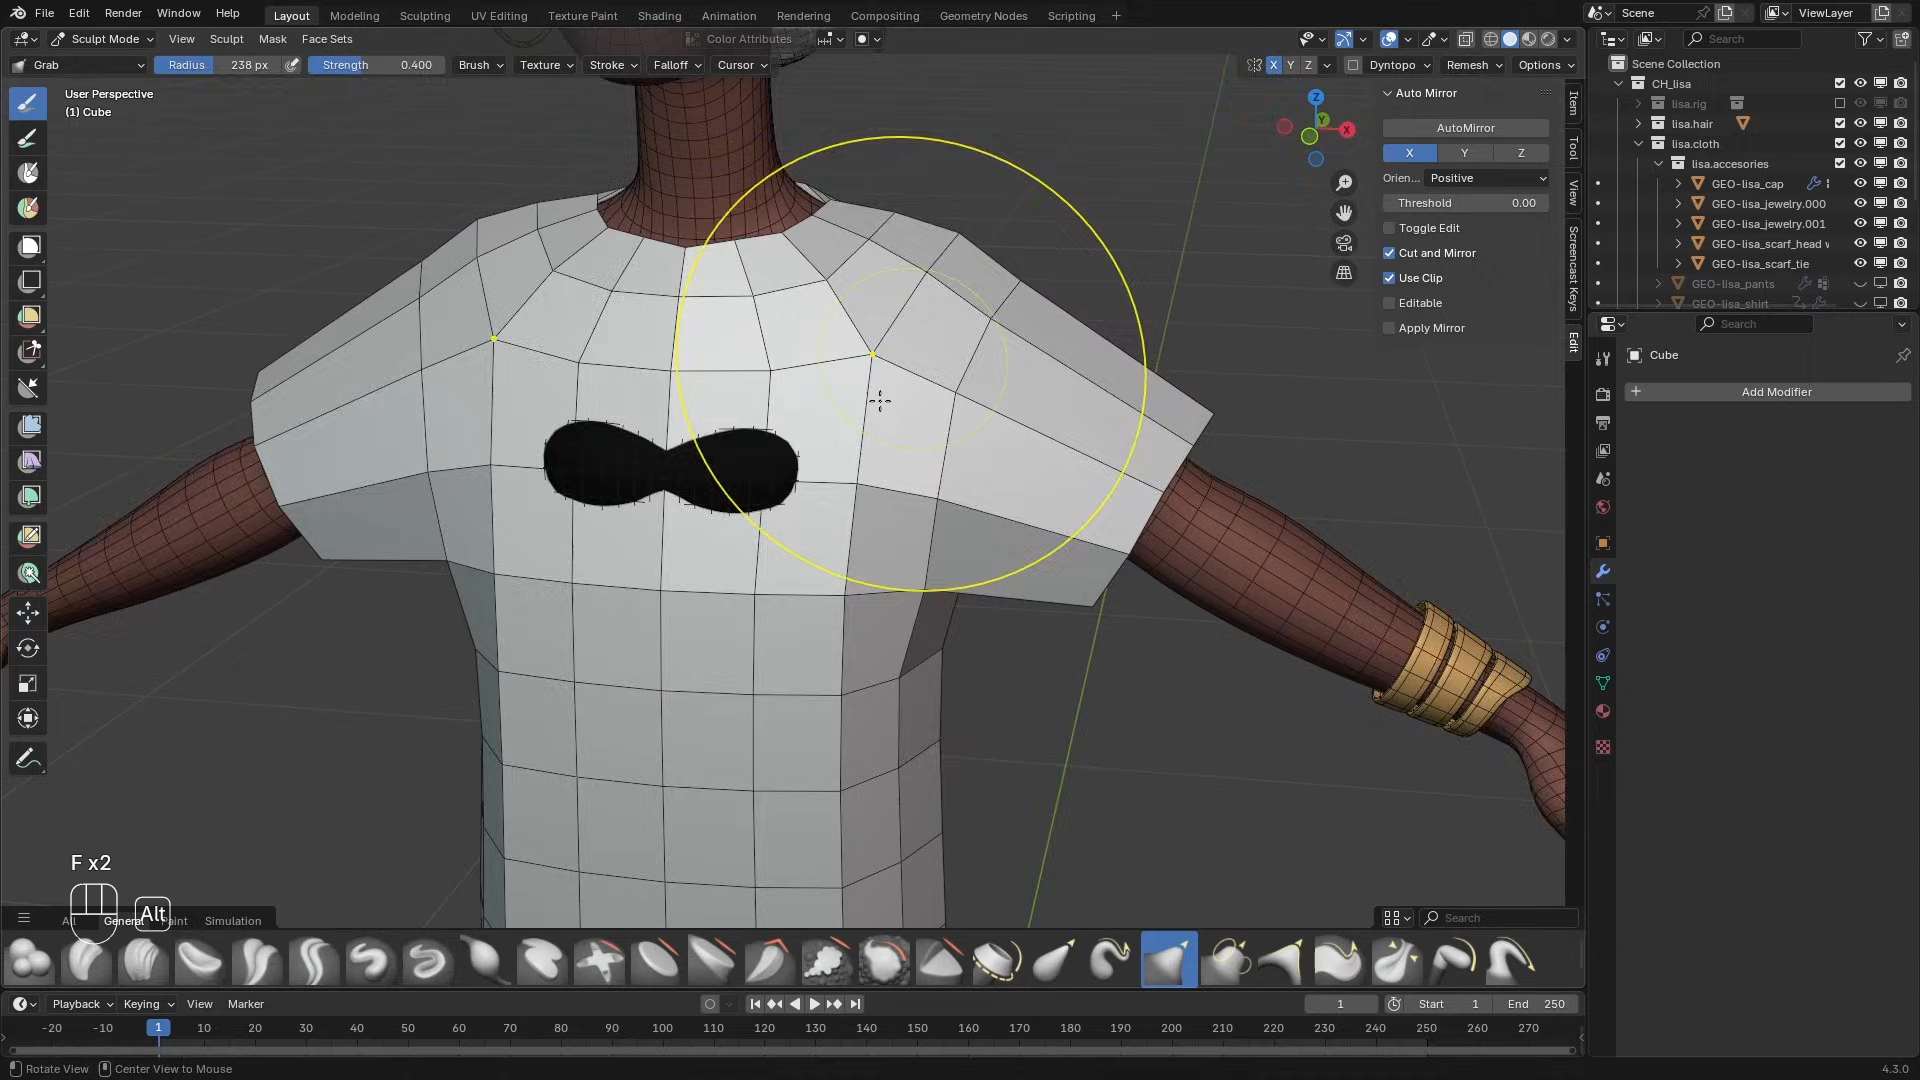 File Edit Render Window Help Layout Modeling Sculpting UV Editing Texture Paint Shading Animation Rendering Compositing Geometry Nodes Scripting + Scene ViewLayer
Sculpt Mode View Sculpt Mask Face Sets Color Attributes Search
Grab Radius 238 px Strength 0.400 Brush Texture Stroke Falloff Cursor X Y Z Dyntopo Remesh Options
Scene Collection
CH_lisa
lisa.rig
lisa.hair
lisa.cloth
lisa.accesories
GEO-lisa_cap
GEO-lisa_jewelry.000
GEO-lisa_jewelry.001
GEO-lisa_scarf_head
GEO-lisa_scarf_tie
GEO-lisa_pants
GEO-lisa_shirt
User Perspective
(1) Cube
Z
Y
X
Auto Mirror
AutoMirror
X Y Z
Orien... Positive
Threshold 0.00
Toggle Edit
Cut and Mirror
Use Clip
Editable
Apply Mirror
Item
Tool
View
Screencast Keys
Edit
Search
Cube
Add Modifier
F x2
Alt
All General Paint Simulation
Search
Playback Keying View Marker 1 Start 1 End 250
-20 -10 1 10 20 30 40 50 60 70 80 90 100 110 120 130 140 150 160 170 180 190 200 210 220 230 240 250 260 270
Rotate View Center View to Mouse 4.3.0